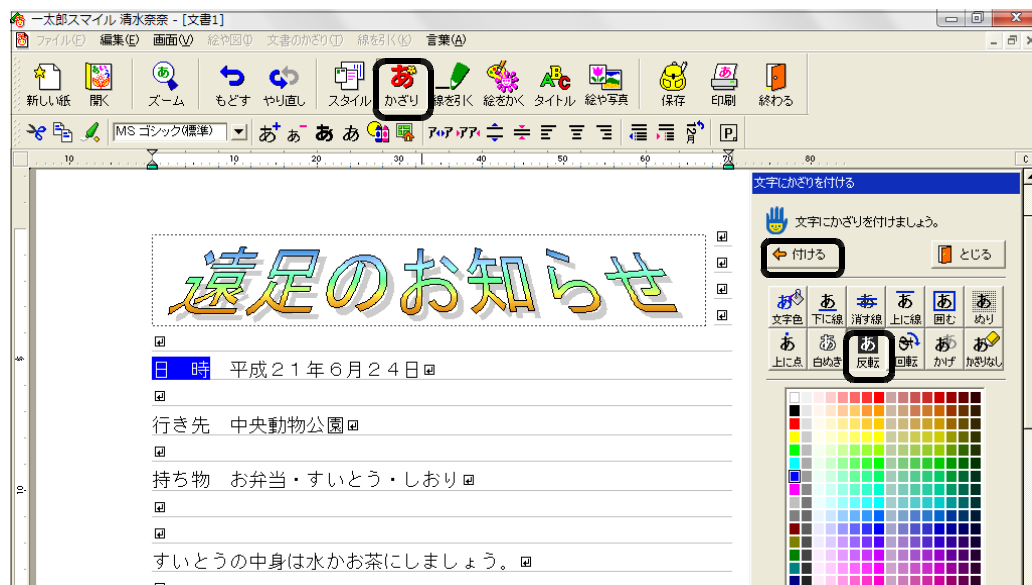 一太郎スマイル 清水奈奈 - [文書1]
ファイル(F) 編集(E) 画面(V) 絵や図(I) 文書のかざり(T) 線を引く(K) 言葉(A)
新しい紙 開く ズーム もどす やり直し スタイル かざり 線を引く 絵をかく タイトル 絵や写真 保存 印刷 終わる
MS ゴシック(標準)
10 10 20 30 40 50 60 70 80
文字にかざりを付ける
文字にかざりを付けましょう。
付ける とじる
文字色 下に線 消す線 上に線 囲む ぬり
上に点 白ぬき 反転 回転 かげ かざりなし
遠足のお知らせ
日 時 平成21年6月24日
行き先 中央動物公園
持ち物 お弁当・すいとう・しおり
すいとうの中身は水かお茶にしましょう。